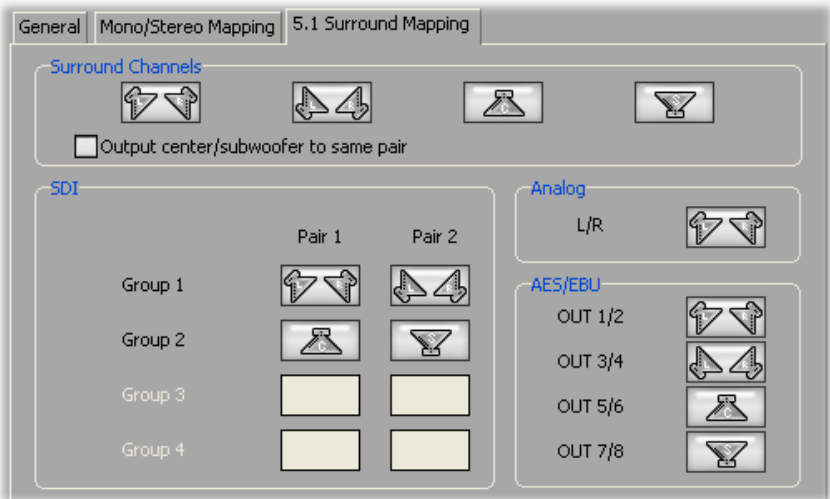 General Mono/Stereo Mapping 5.1 Surround Mapping
Surround Channels
L R L R C S
Output center/subwoofer to same pair
SDI
Pair 1 Pair 2
Group 1 L R L R
Group 2 C S
Group 3
Group 4
Analog
L/R L R
AES/EBU
OUT 1/2 L R
OUT 3/4 L R
OUT 5/6 C
OUT 7/8 S